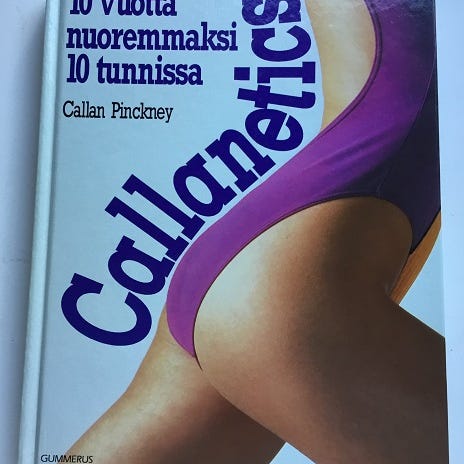 10 vuotta
nuoremmaksi
10 tunnissa
Callan Pinckney
Callanetics
GUMMERUS